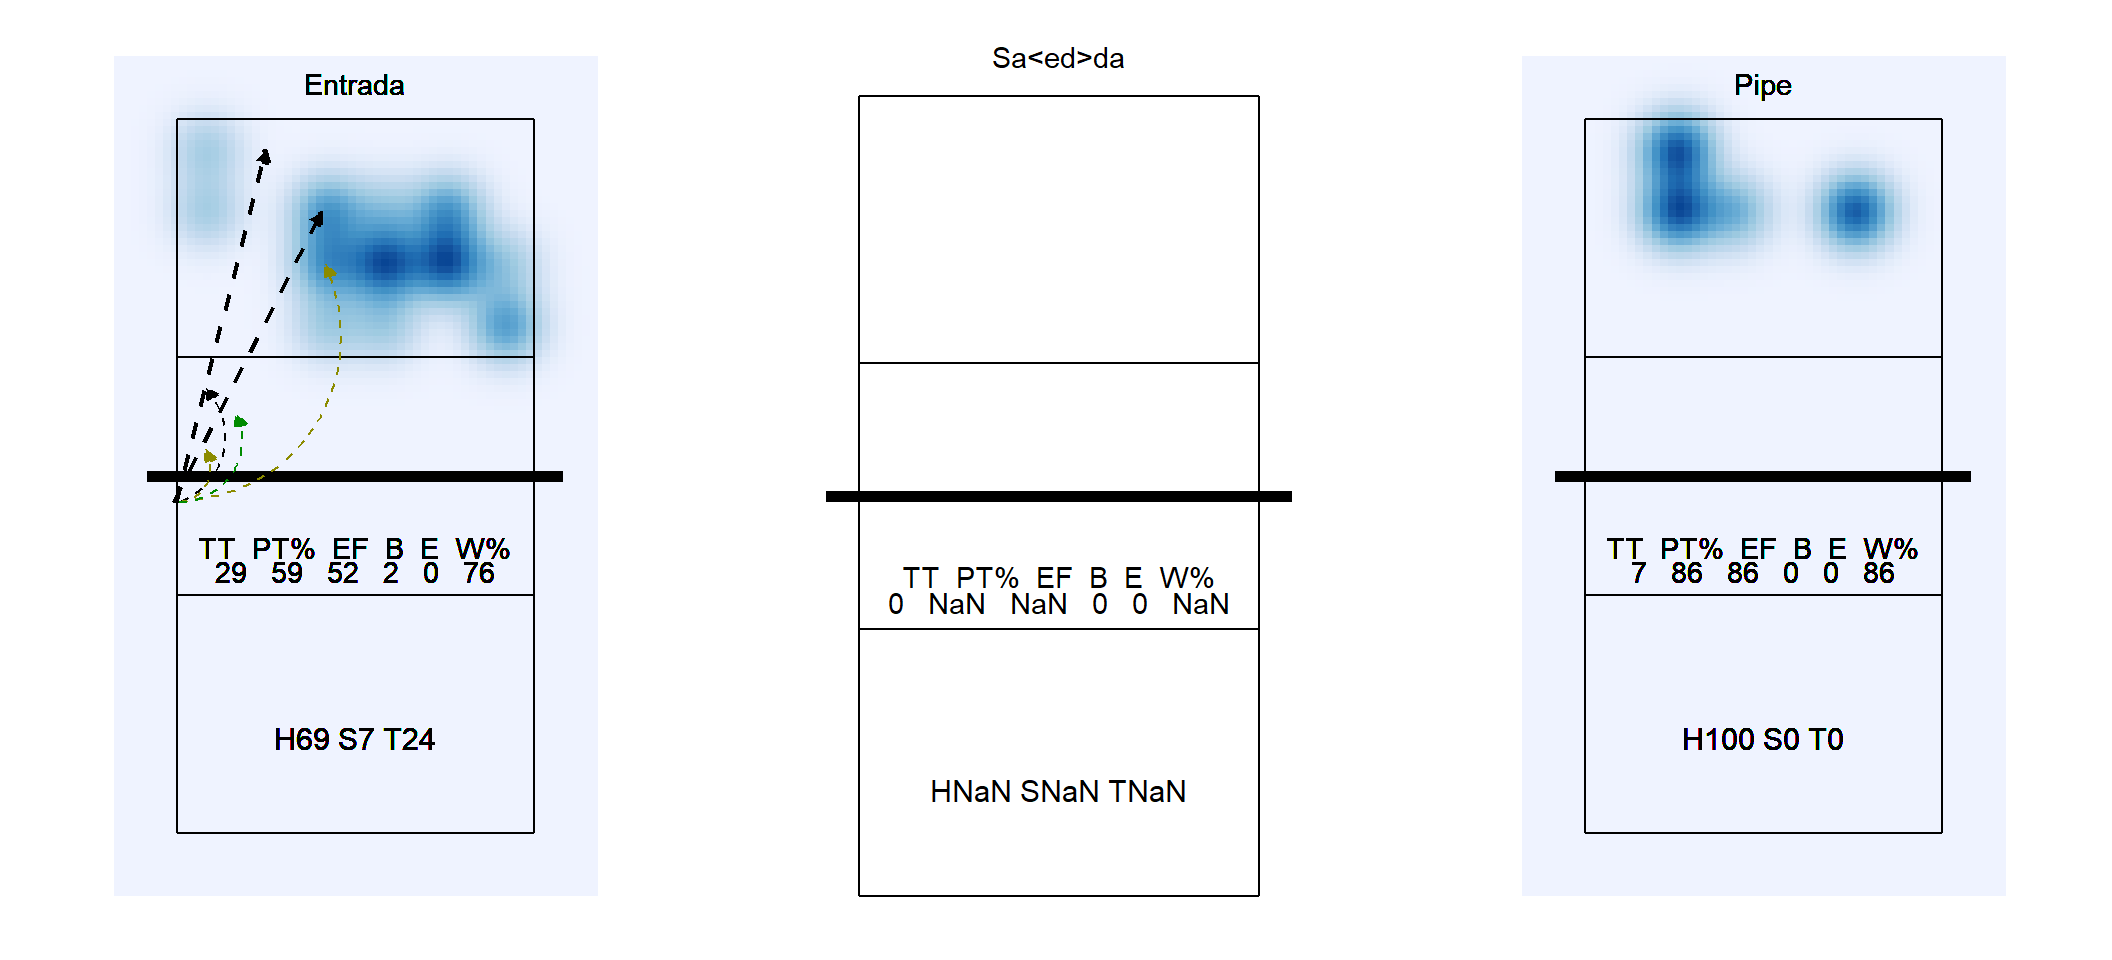 Entrada
TT PT% EF B E W%
29 59 52 2 0 76
H69 S7 T24
Sa<ed>da
TT PT% EF B E W%
0 NaN NaN 0 0 NaN
HNaN SNaN TNaN
Pipe
TT PT% EF B E W%
7 86 86 0 0 86
H100 S0 T0